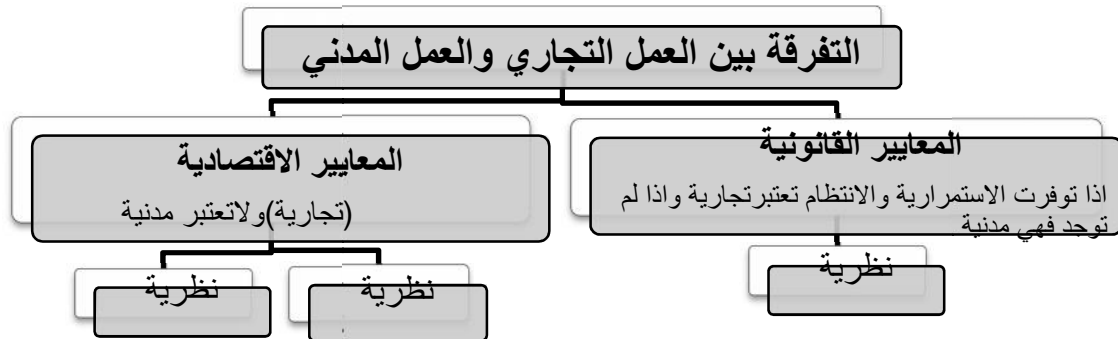 التفرقة بين العمل التجاري والعمل المدني
المعايير القانونية
اذا توفرت الاستمرارية والانتظام تعتبرتجارية واذا لم
توجد فهي مدنية
نظرية
المعايير الاقتصادية
(تجارية)ولاتعتبر مدنية
نظرية
نظرية